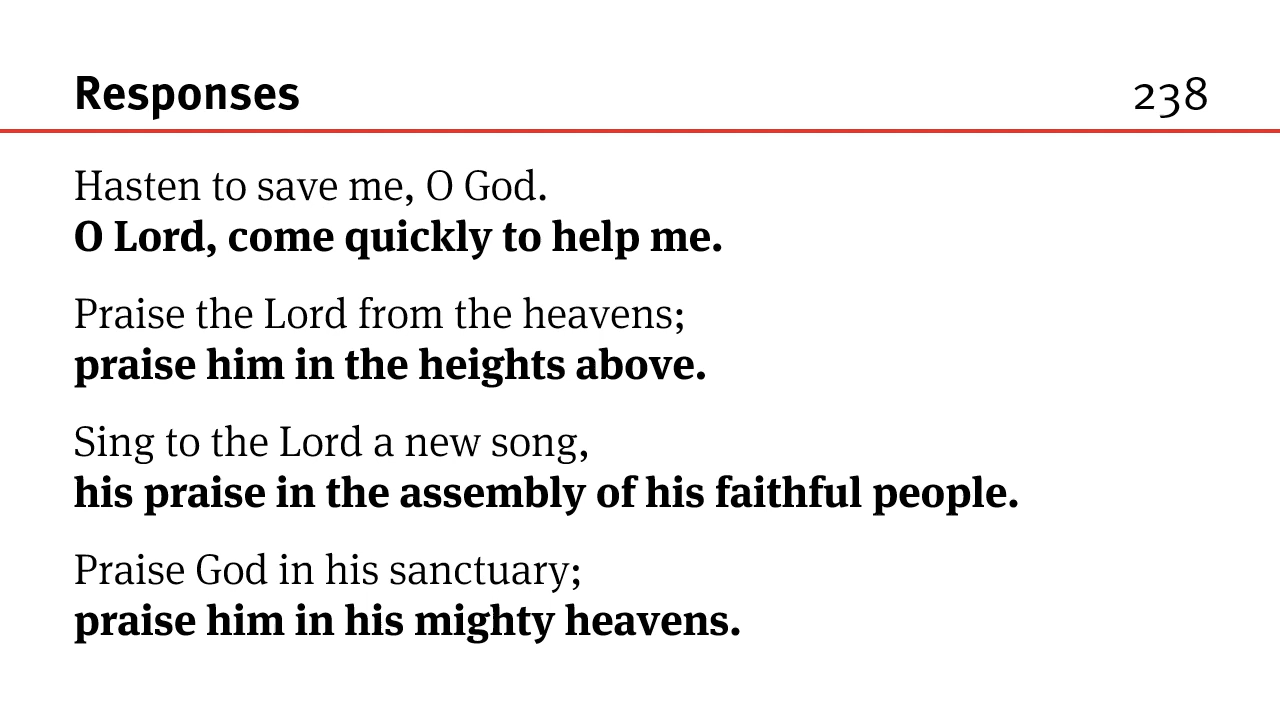 Responses 238
Hasten to save me, O God.
O Lord, come quickly to help me.
Praise the Lord from the heavens;
praise him in the heights above.
Sing to the Lord a new song,
his praise in the assembly of his faithful people.
Praise God in his sanctuary;
praise him in his mighty heavens.